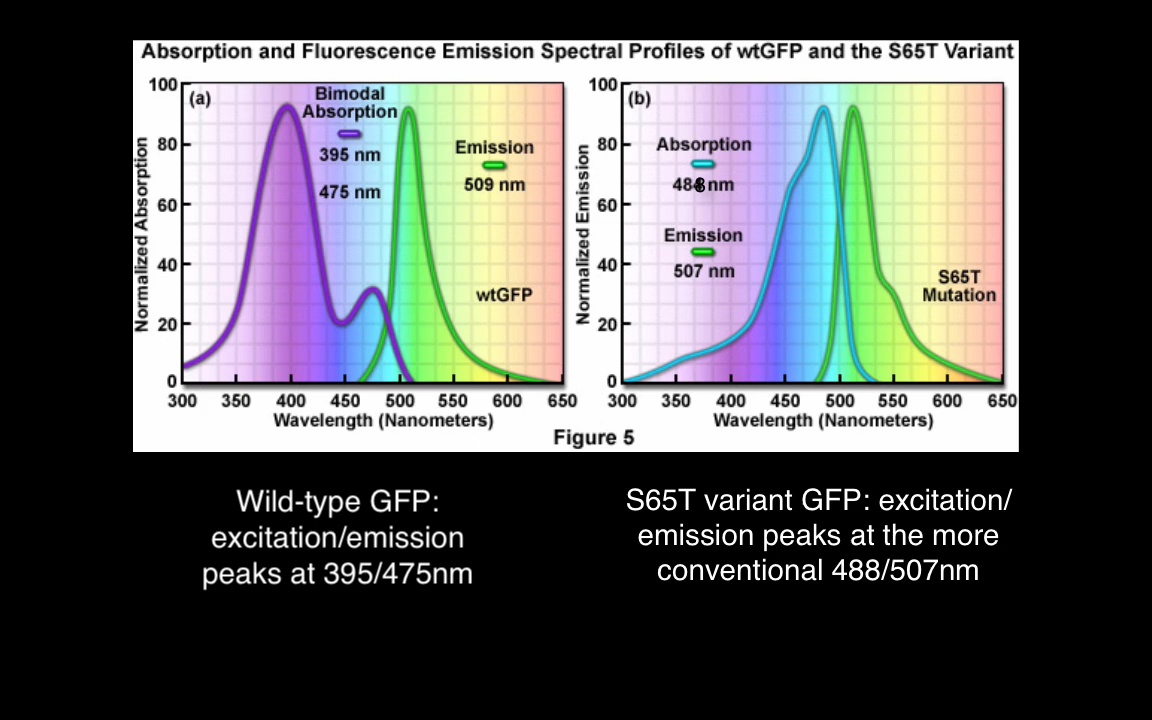 Absorption and Fluorescence Emission Spectral Profiles of wtGFP and the S65T Variant
(a)
Bimodal
Absorption
395 nm
475 nm
Emission
509 nm
wtGFP
Normalized Absorption
100
80
60
40
20
0
300 350 400 450 500 550 600 650
Wavelength (Nanometers)
(b)
Absorption
488 nm
Emission
507 nm
S65T
Mutation
Normalized Emission
100
80
60
40
20
0
300 350 400 450 500 550 600 650
Wavelength (Nanometers)
Figure 5
Wild-type GFP:
excitation/emission
peaks at 395/475nm
S65T variant GFP: excitation/
emission peaks at the more
conventional 488/507nm